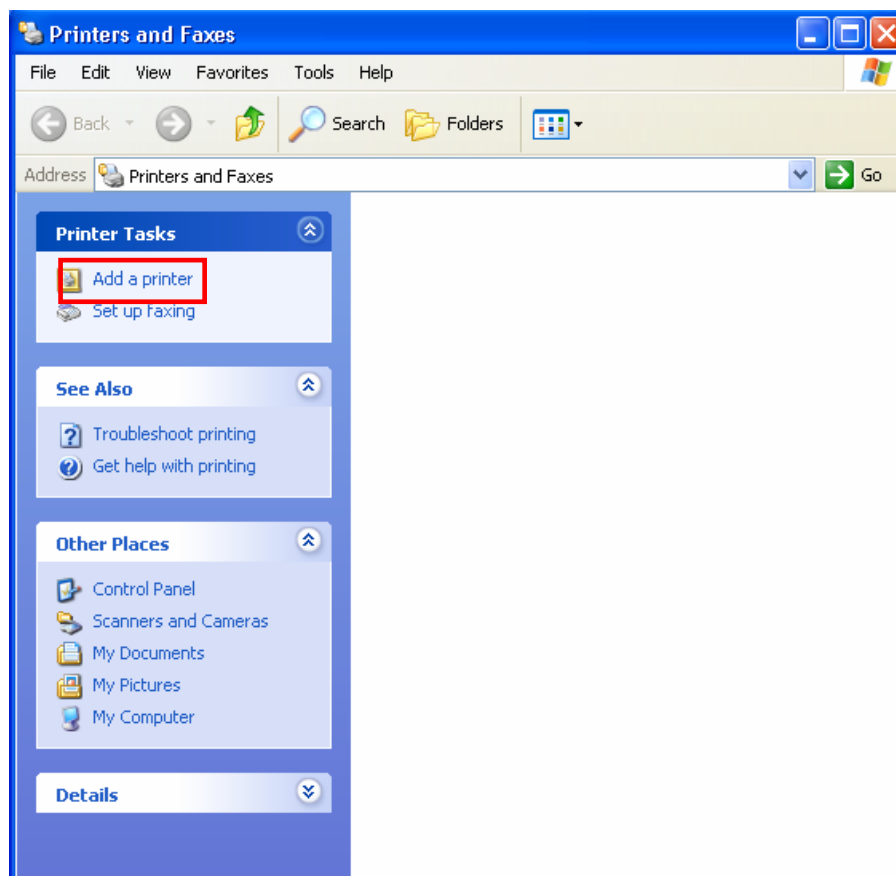 Printers and Faxes
File Edit View Favorites Tools Help
Back Search Folders
Address Printers and Faxes Go
Printer Tasks
Add a printer
Set up faxing
See Also
Troubleshoot printing
Get help with printing
Other Places
Control Panel
Scanners and Cameras
My Documents
My Pictures
My Computer
Details